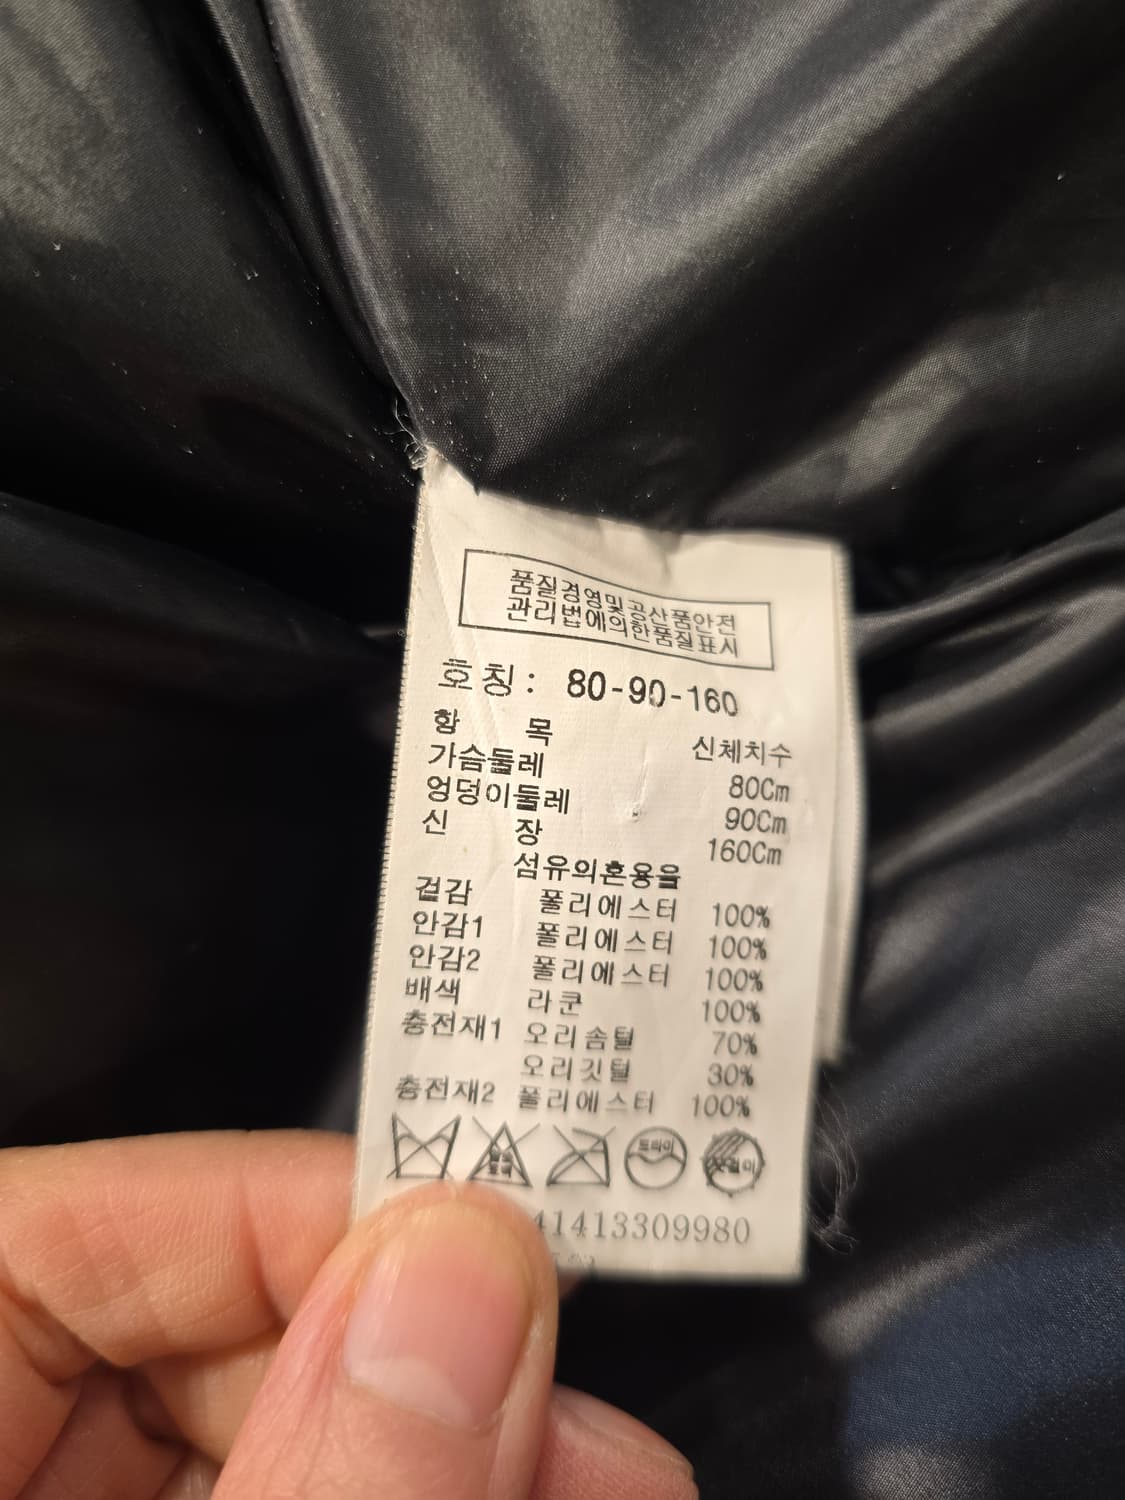 품질경영및공산품안전
관리법에의한품질표시
호칭: 80-90-160
항 목 신체치수
가슴둘레 80Cm
엉덩이둘레 90Cm
신 장 160Cm
섬유의혼용율
겉감 폴리에스터 100%
안감1 폴리에스터 100%
안감2 폴리에스터 100%
배색 라쿤 100%
충전재1 오리솜털 70%
오리깃털 30%
충전재2 폴리에스터 100%
드라이
41413309980